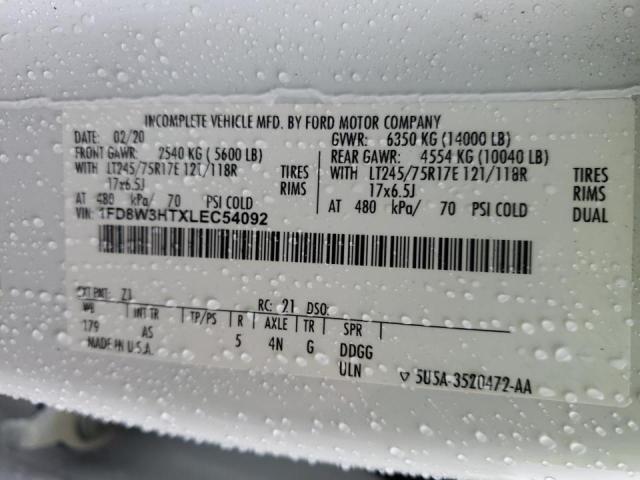 INCOMPLETE VEHICLE MFD. BY FORD MOTOR COMPANY
DATE: 02/20 GVWR: 6350 KG (14000 LB)
FRONT GAWR: 2540 KG ( 5600 LB) REAR GAWR: 4554 KG (10040 LB)
WITH LT245/75R17E 121/118R TIRES WITH LT245/75R17E 121/118R TIRES
17x6.5J RIMS 17x6.5J RIMS
AT 480 kPa/ 70 PSI COLD AT 480 kPa/ 70 PSI COLD DUAL
VIN: 1FD8W3HTXLEC54092
EXT PNT: Z1 RC: 21 DSO:
WB INT TR TP/PS R AXLE TR SPR
179 AS 5 4N G DDGG
MADE IN U.S.A. ULN ▽ 5U5A-3520472-AA